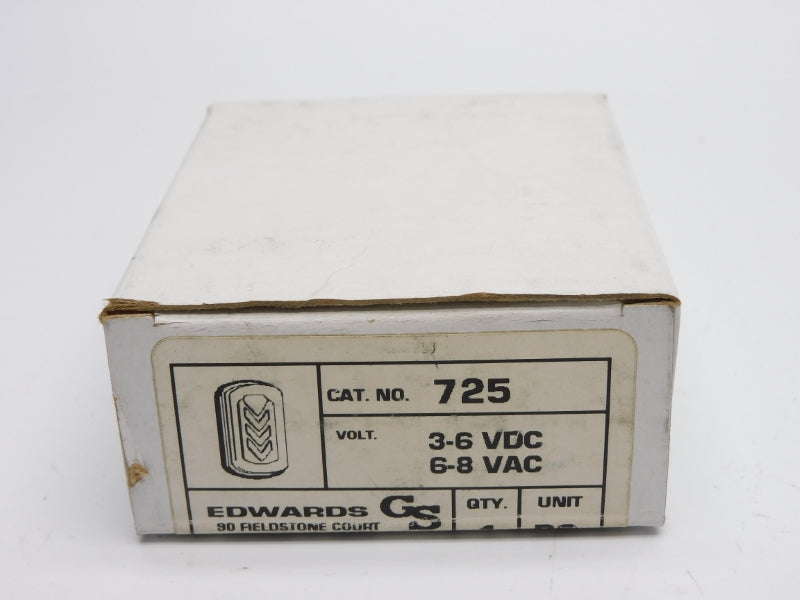 CAT. NO. 725
VOLT. 3-6 VDC
6-8 VAC
EDWARDS GS QTY. UNIT
90 FIELDSTONE COURT